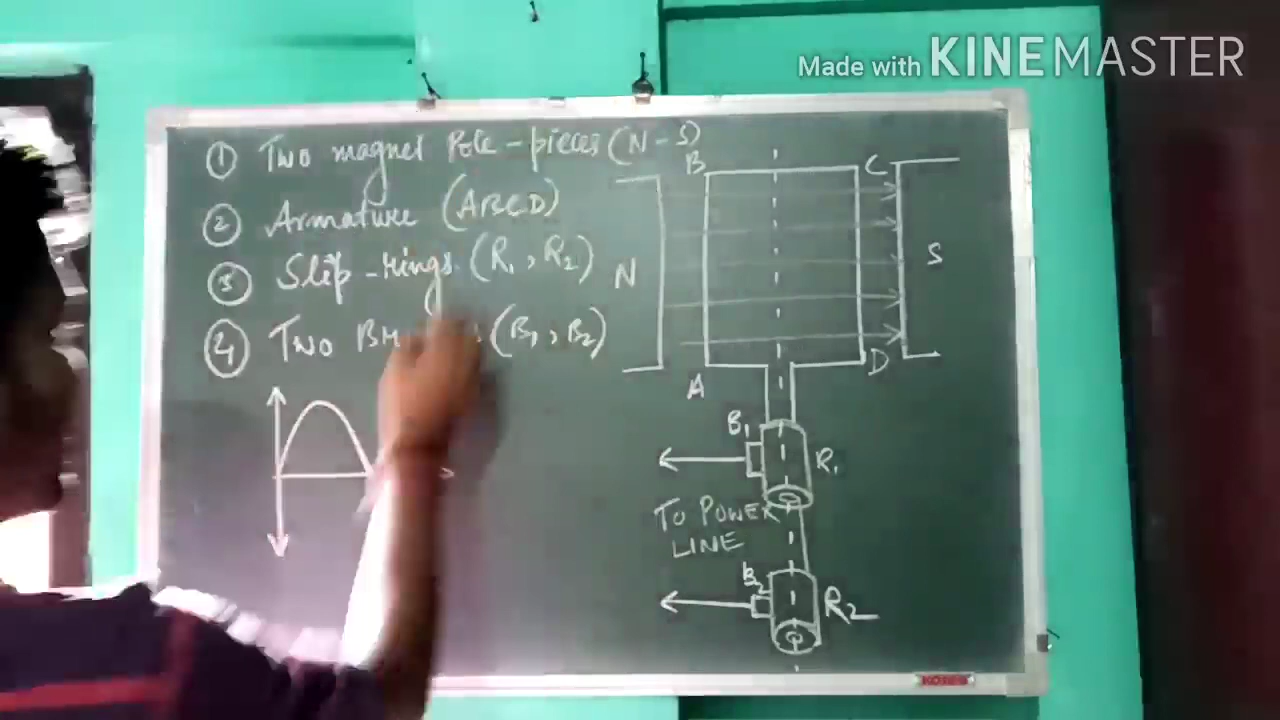 Made with KINEMASTER
① Two magnet Pole-pieces (N-S)
② Armature (ABCD)
③ Slip-rings (R₁, R₂)
④ Two (B₁, B₂)
B C
N S
A D
B₁
R₁
TO POWER
LINE
B₂
R₂
KORES